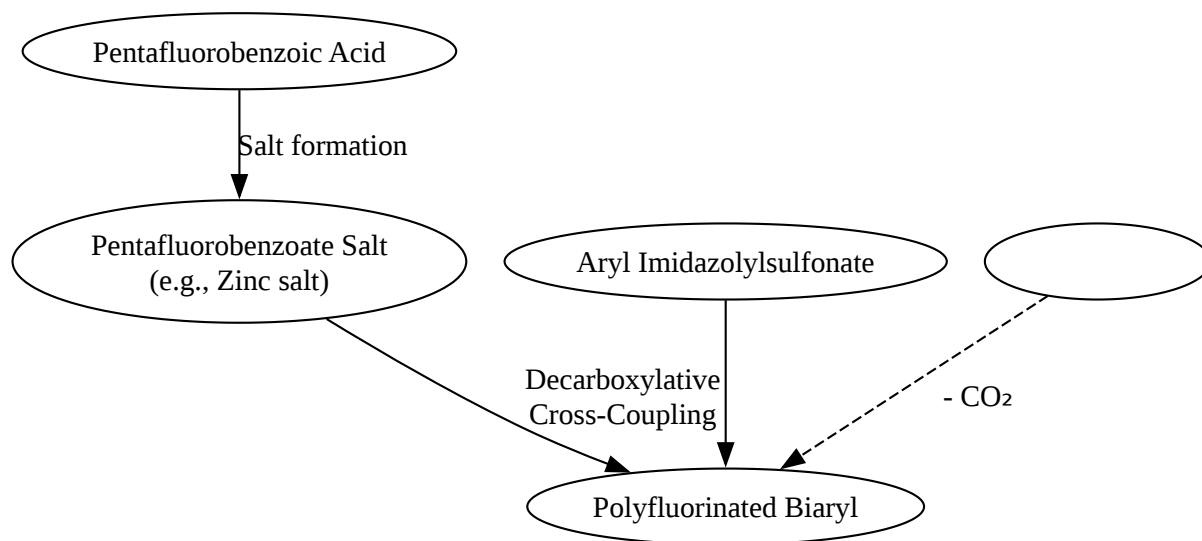 Pentafluorobenzoic Acid
Salt formation
Pentafluorobenzoate Salt
(e.g., Zinc salt)
Aryl Imidazolylsulfonate
Decarboxylative
Cross-Coupling
- CO₂
Polyfluorinated Biaryl